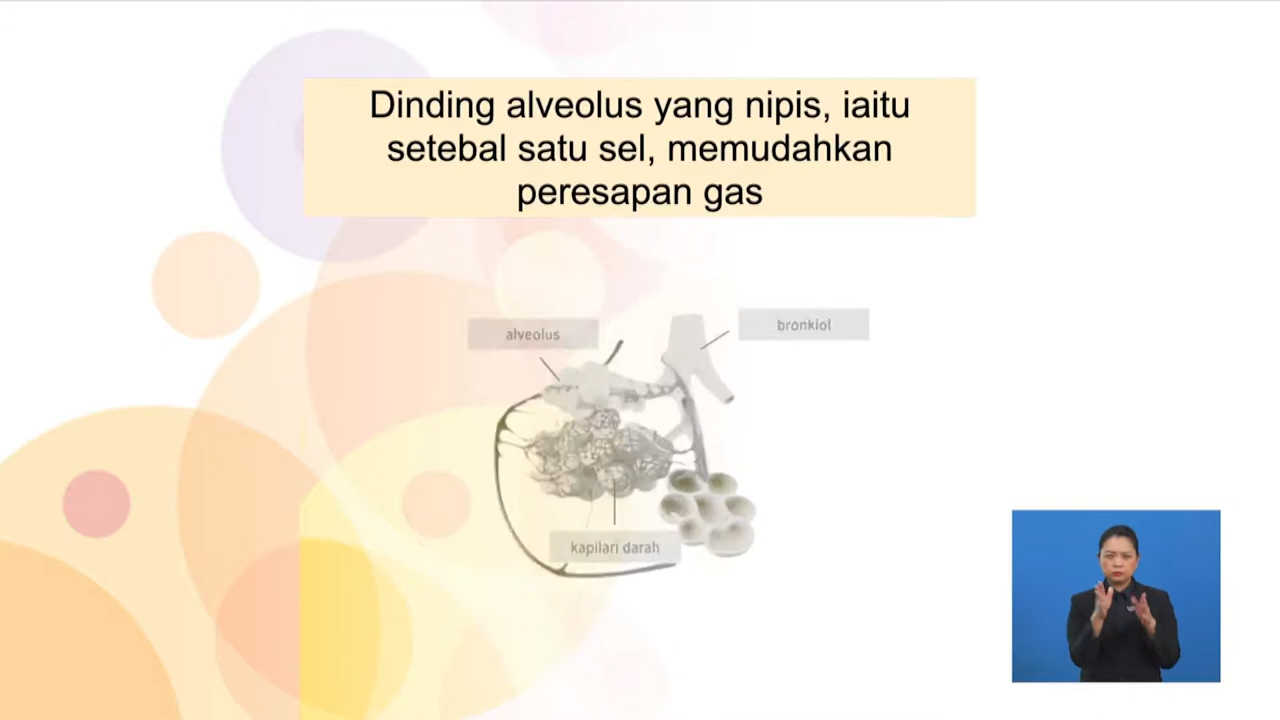 Dinding alveolus yang nipis, iaitu
setebal satu sel, memudahkan
peresapan gas
alveolus
bronkiol
kapilari darah